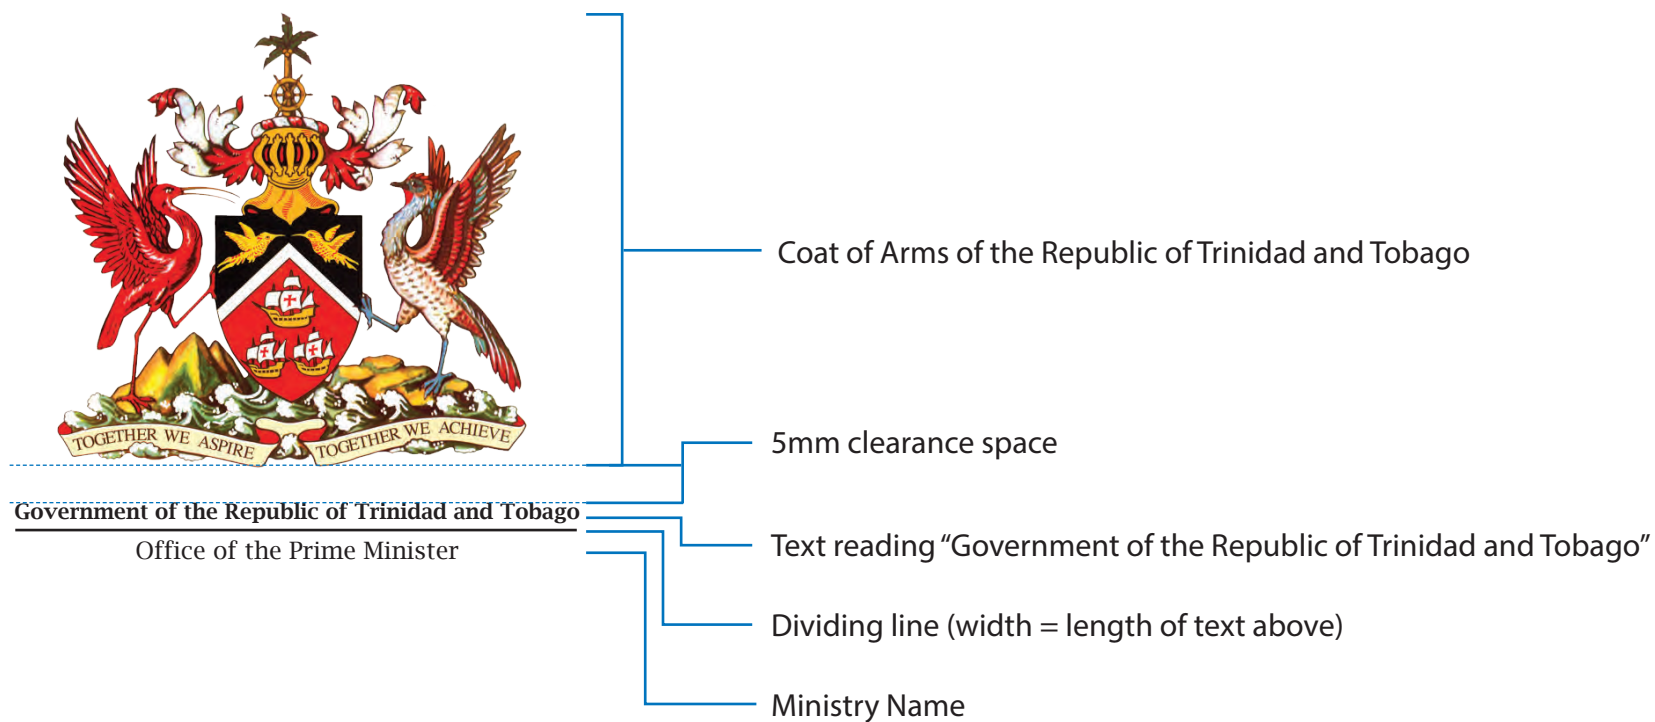 Coat of Arms of the Republic of Trinidad and Tobago
TOGETHER WE ASPIRE TOGETHER WE ACHIEVE
5mm clearance space
Government of the Republic of Trinidad and Tobago
Office of the Prime Minister
Text reading “Government of the Republic of Trinidad and Tobago”
Dividing line (width = length of text above)
Ministry Name